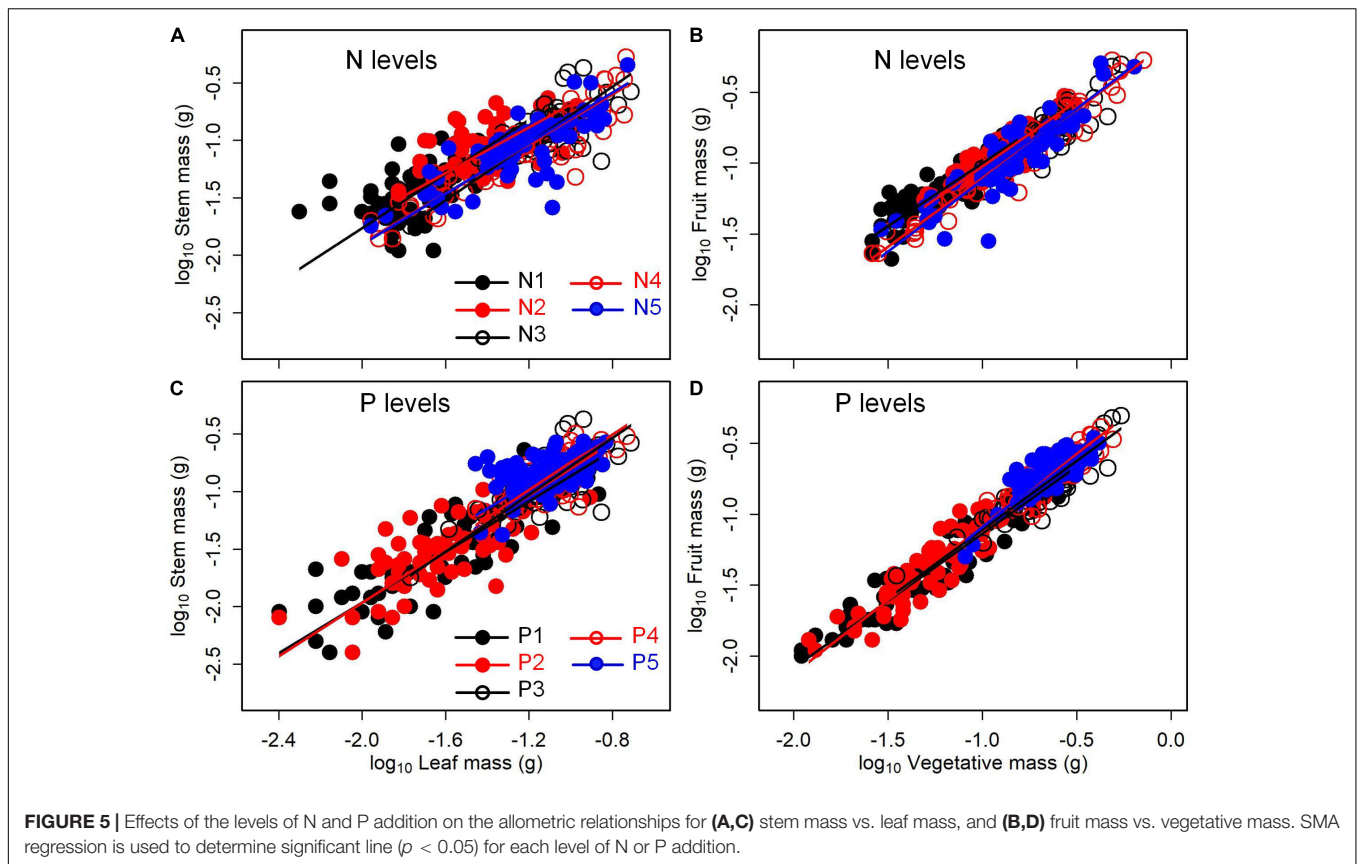 A
N levels
log10 Stem mass (g)
-0.5
-1.0
-1.5
-2.0
-2.5
N1
N2
N3
N4
N5
B
N levels
log10 Fruit mass (g)
-0.5
-1.0
-1.5
-2.0
C
P levels
log10 Stem mass (g)
-0.5
-1.0
-1.5
-2.0
-2.5
P1
P2
P3
P4
P5
-2.4 -2.0 -1.6 -1.2 -0.8
log10 Leaf mass (g)
D
P levels
log10 Fruit mass (g)
-0.5
-1.0
-1.5
-2.0
-2.0 -1.5 -1.0 -0.5 0.0
log10 Vegetative mass (g)
FIGURE 5 | Effects of the levels of N and P addition on the allometric relationships for (A,C) stem mass vs. leaf mass, and (B,D) fruit mass vs. vegetative mass. SMA
regression is used to determine significant line (p < 0.05) for each level of N or P addition.